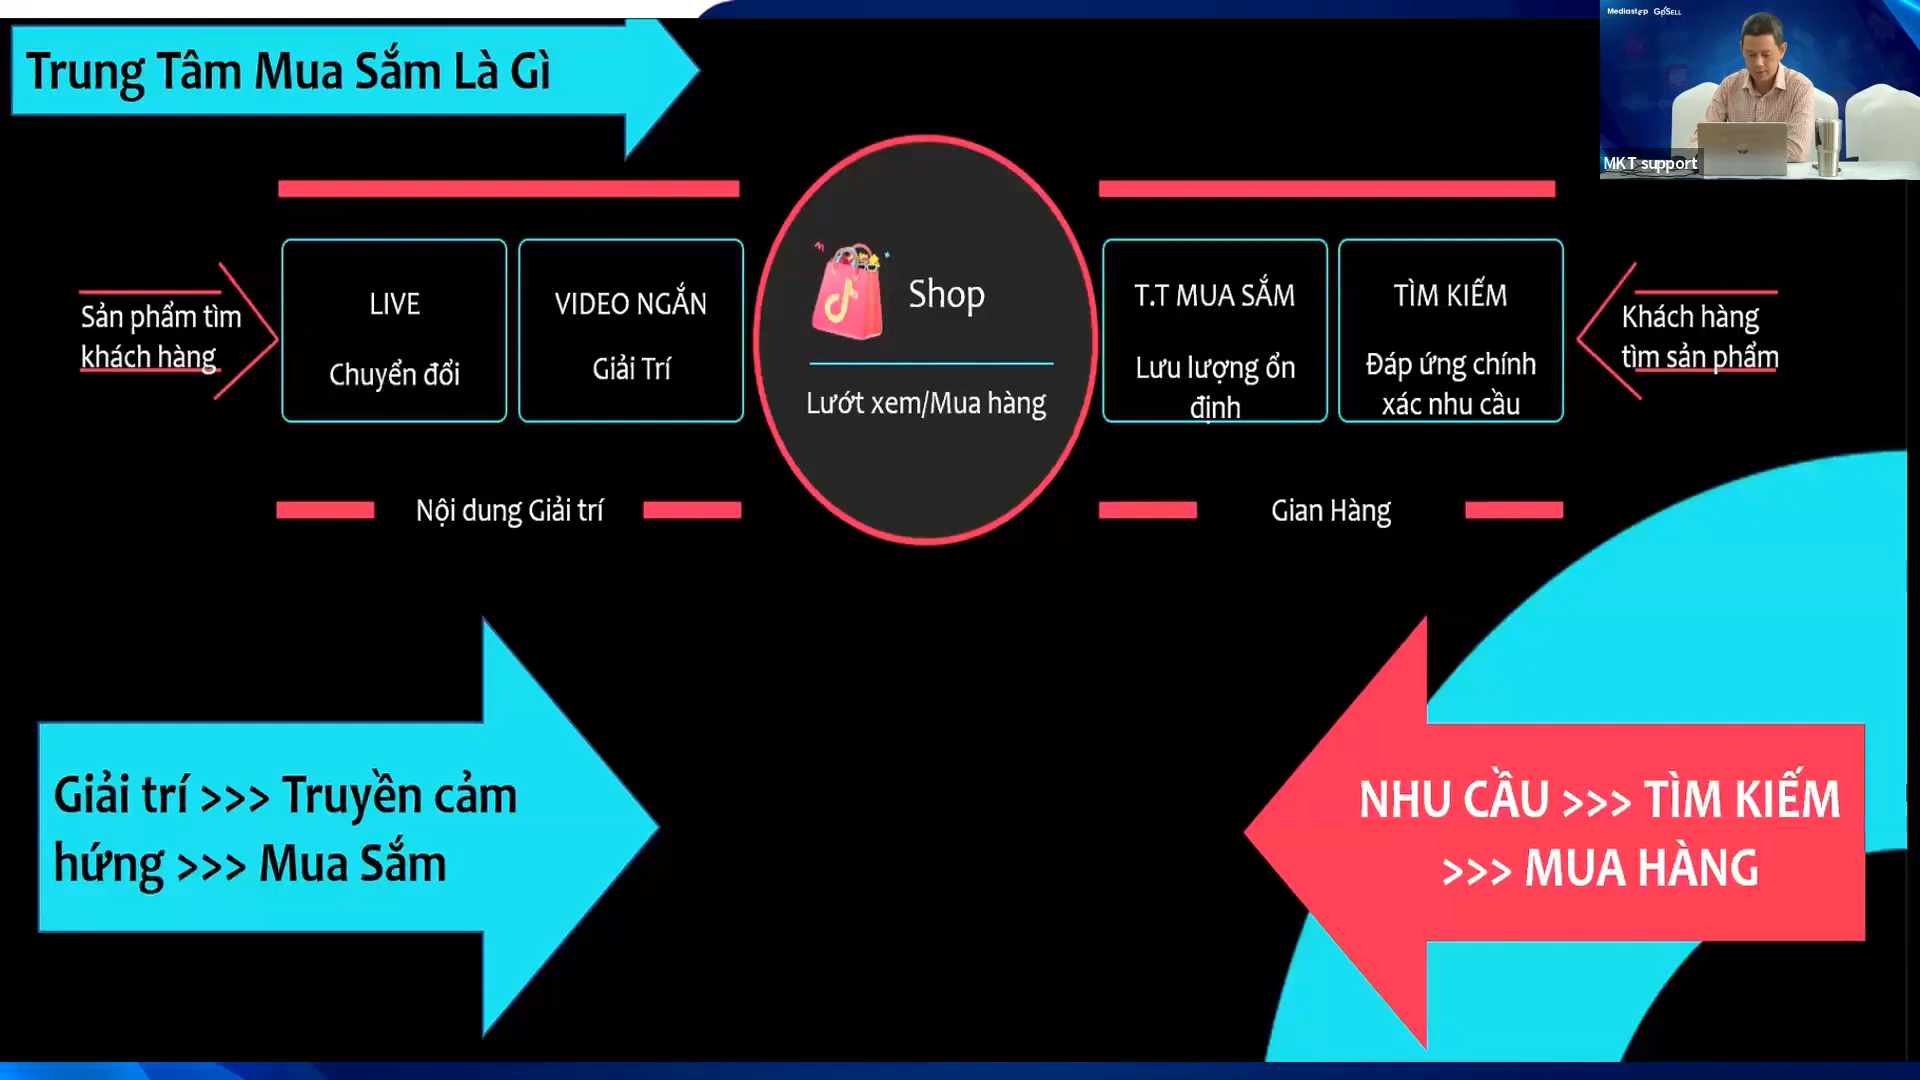 Trung Tâm Mua Sắm Là Gì
Mediastep GoSELL
MKT support
Sản phẩm tìm
khách hàng
LIVE
Chuyển đổi
VIDEO NGẮN
Giải Trí
Shop
Lướt xem/Mua hàng
T.T MUA SẮM
Lưu lượng ổn
định
TÌM KIẾM
Đáp ứng chính
xác nhu cầu
Khách hàng
tìm sản phẩm
Nội dung Giải trí
Gian Hàng
Giải trí >>> Truyền cảm
hứng >>> Mua Sắm
NHU CẦU >>> TÌM KIẾM
>>> MUA HÀNG